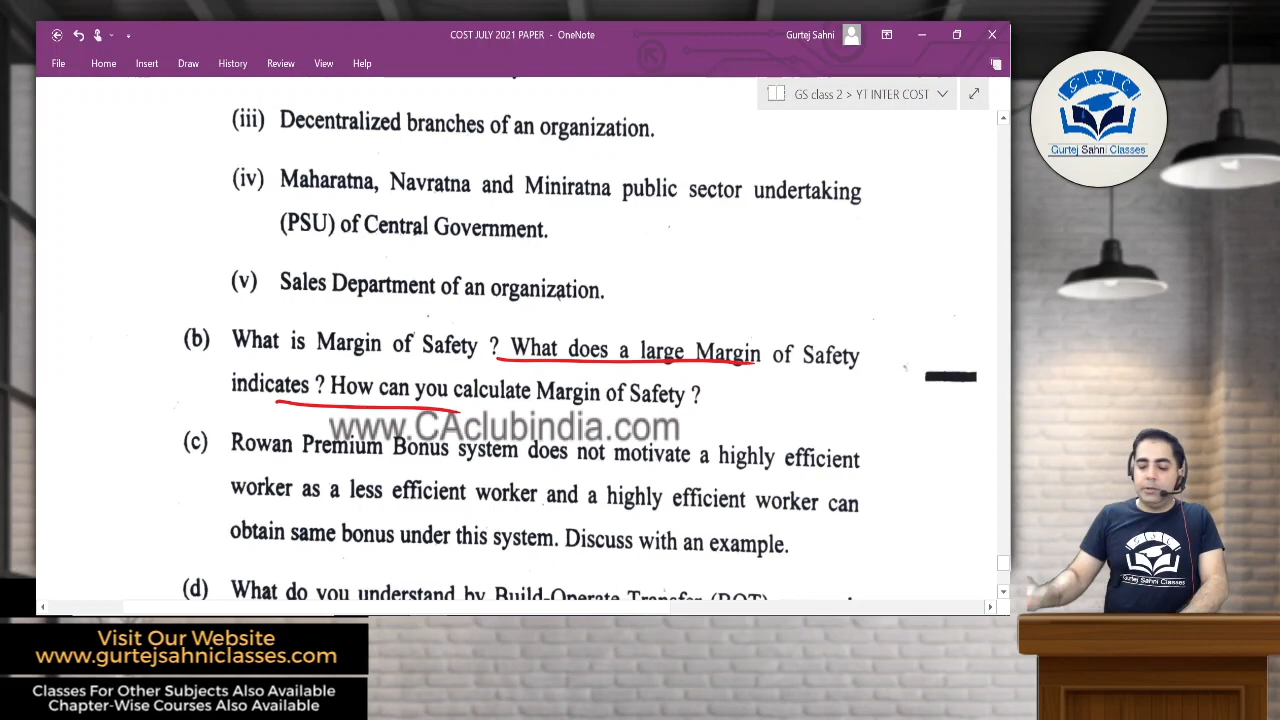 COST JULY 2021 PAPER - OneNote
Gurtej Sahni
File Home Insert Draw History Review View Help
GS class 2 > YT INTER COST
(iii) Decentralized branches of an organization.
(iv) Maharatna, Navratna and Miniratna public sector undertaking
(PSU) of Central Government.
(v) Sales Department of an organization.
(b) What is Margin of Safety ? What does a large Margin of Safety
indicates ? How can you calculate Margin of Safety ?
www.CAclubindia.com
(c) Rowan Premium Bonus system does not motivate a highly efficient
worker as a less efficient worker and a highly efficient worker can
obtain same bonus under this system. Discuss with an example.
(d) What do you understand by Build-Operate Transfer (BOT)
GSC
Gurtej Sahni Classes
GSC
Gurtej Sahni Classes
Visit Our Website
www.gurtejsahniclasses.com
Classes For Other Subjects Also Available
Chapter-Wise Courses Also Available